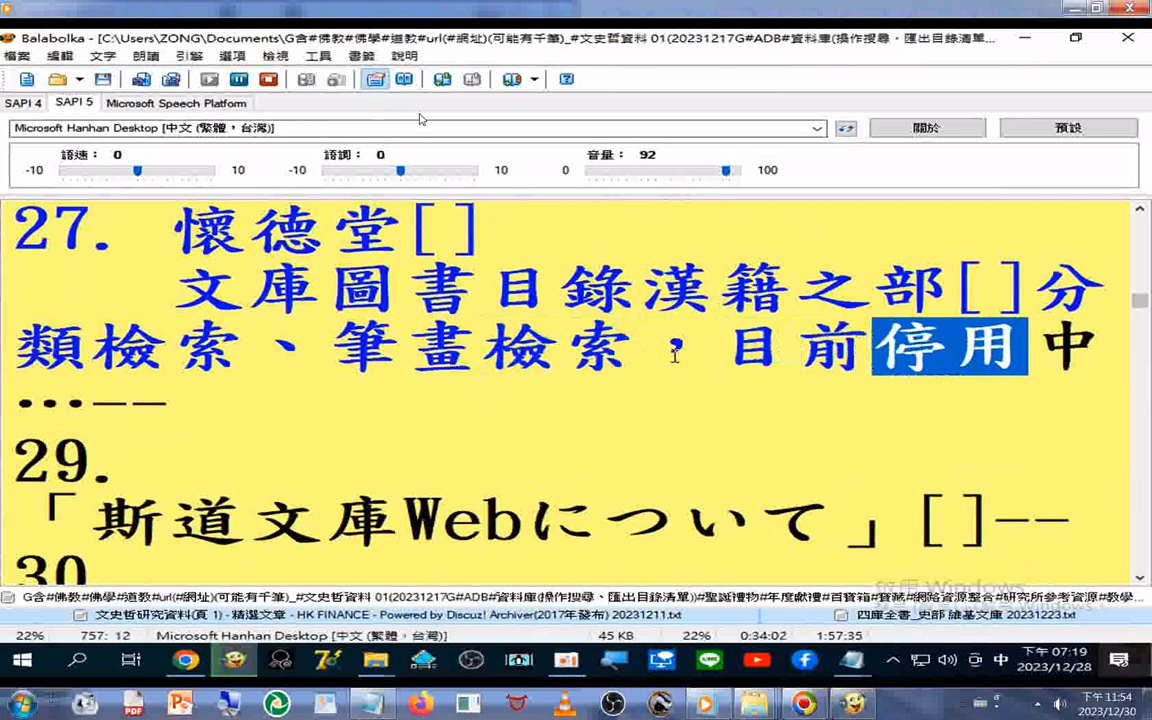 Balabolka - [C:\Users\ZONG\Documents\G含#佛教#佛學#道教#url(#網址)(可能有千筆)_#文史哲資料 01(20231217G#ADB#資料庫(操作搜尋、匯出目錄清單...
檔案 編輯 文字 朗讀 引擎 選項 檢視 工具 書籤 說明
SAPI 4 SAPI 5 Microsoft Speech Platform
Microsoft Hanhan Desktop [中文 (繁體，台灣)] 關於 預設
語速： 0 語調： 0 音量： 92
-10 10 -10 10 0 100
27. 懷德堂[]
文庫圖書目錄漢籍之部[]分
類檢索、筆畫檢索，目前停用中
…--
29.
「斯道文庫Webについて」[]--
30
G含#佛教#佛學#道教#url(#網址)(可能有千筆)_#文史哲資料 01(20231217G#ADB#資料庫(操作搜尋、匯出目錄清單))#聖誕禮物#年度獻禮#百寶箱#寶藏#網路資源整合#研究所參考資源#教學...
文史哲研究資料(頁 1) - 精選文章 - HK FINANCE - Powered by Discuz! Archiver(2017年發布) 20231211.txt 四庫全書_史部 維基文庫 20231223.txt
22% 757: 12 Microsoft Hanhan Desktop [中文 (繁體，台灣)] 45 KB 22% 0:34:02 1:57:35
中 下午 07:19
2023/12/28
下午 11:54
2023/12/30